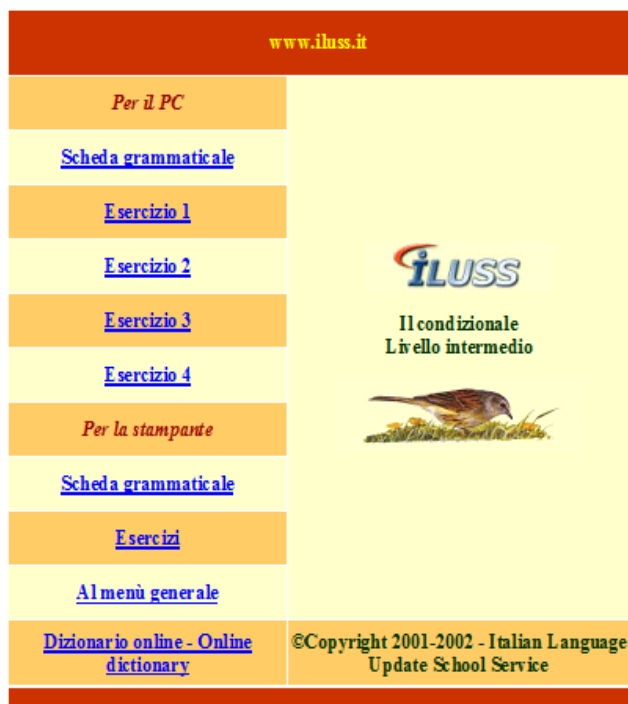 www.iluss.it
Per il PC
Scheda grammaticale
Esercizio 1
Esercizio 2
Esercizio 3
Esercizio 4
Per la stampante
Scheda grammaticale
Esercizi
Al menù generale
Dizionario online - Online
dictionary
iLUSS
Il condizionale
Livello intermedio
©Copyright 2001-2002 - Italian Language
Update School Service